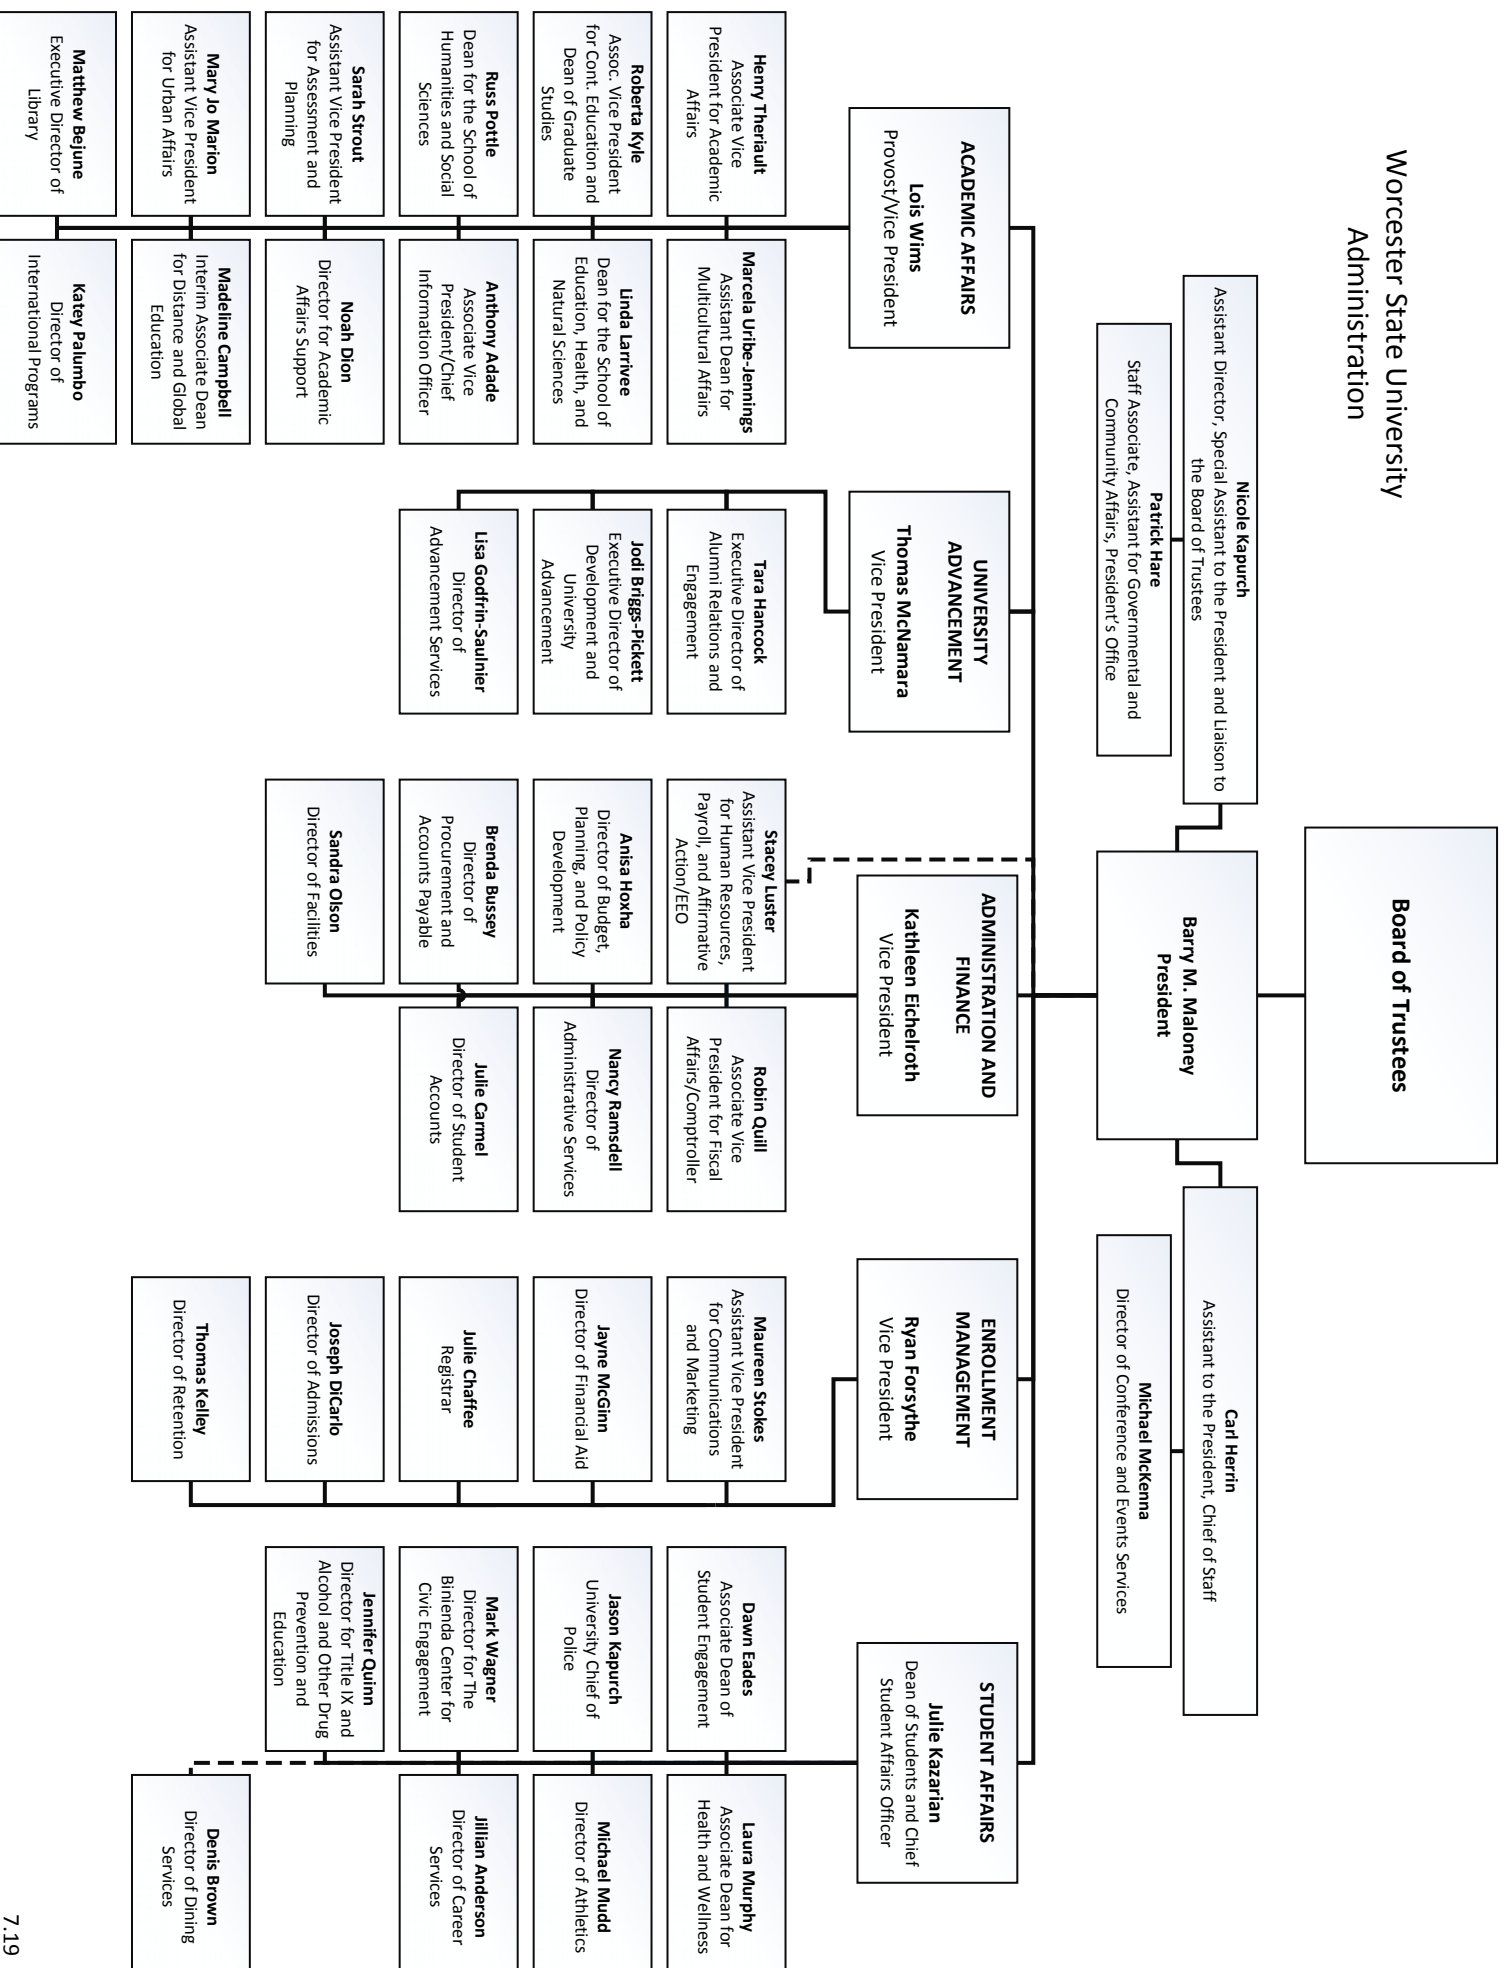 Worcester State University
Administration
Board of Trustees
Nicole Kapurch
Assistant Director, Special Assistant to the President and Liaison to
the Board of Trustees
Patrick Hare
Staff Associate, Assistant for Governmental and
Community Affairs, President's Office
Barry M. Maloney
President
Carl Herrin
Assistant to the President, Chief of Staff
Michael McKenna
Director of Conference and Events Services
ACADEMIC AFFAIRS
Lois Wims
Provost/Vice President
Henry Theriault
Associate Vice
President for Academic
Affairs
Marcela Uribe-Jennings
Assistant Dean for
Multicultural Affairs
Roberta Kyle
Assoc. Vice President
for Cont. Education and
Dean of Graduate
Studies
Linda Larrivee
Dean for the School of
Education, Health, and
Natural Sciences
Russ Pottle
Dean for the School of
Humanities and Social
Sciences
Anthony Adade
Associate Vice
President/Chief
Information Officer
Sarah Strout
Assistant Vice President
for Assessment and
Planning
Noah Dion
Director for Academic
Affairs Support
Mary Jo Marion
Assistant Vice President
for Urban Affairs
Madeline Campbell
Interim Associate Dean
for Distance and Global
Education
Matthew Bejune
Executive Director of
Library
Katey Palumbo
Director of
International Programs
UNIVERSITY
ADVANCEMENT
Thomas McNamara
Vice President
Tara Hancock
Executive Director of
Alumni Relations and
Engagement
Jodi Briggs-Pickett
Executive Director of
Development and
University
Advancement
Lisa Godfrin-Saulnier
Director of
Advancement Services
ADMINISTRATION AND
FINANCE
Kathleen Eichelroth
Vice President
Stacey Luster
Assistant Vice President
for Human Resources,
Payroll, and Affirmative
Action/EEO
Robin Quill
Associate Vice
President for Fiscal
Affairs/Comptroller
Anisa Hoxha
Director of Budget,
Planning, and Policy
Development
Nancy Ramsdell
Director of
Administrative Services
Brenda Bussey
Director of
Procurement and
Accounts Payable
Julie Carmel
Director of Student
Accounts
Sandra Olson
Director of Facilities
ENROLLMENT
MANAGEMENT
Ryan Forsythe
Vice President
Maureen Stokes
Assistant Vice President
for Communications
and Marketing
Jayne McGinn
Director of Financial Aid
Julie Chaffee
Registrar
Joseph DiCarlo
Director of Admissions
Thomas Kelley
Director of Retention
STUDENT AFFAIRS
Julie Kazarian
Dean of Students and Chief
Student Affairs Officer
Dawn Eades
Associate Dean of
Student Engagement
Laura Murphy
Associate Dean for
Health and Wellness
Jason Kapurch
University Chief of
Police
Michael Mudd
Director of Athletics
Mark Wagner
Director for The
Binienda Center for
Civic Engagement
Jillian Anderson
Director of Career
Services
Jennifer Quinn
Director for Title IX and
Alcohol and Other Drug
Prevention and
Education
Denis Brown
Director of Dining
Services
7.19